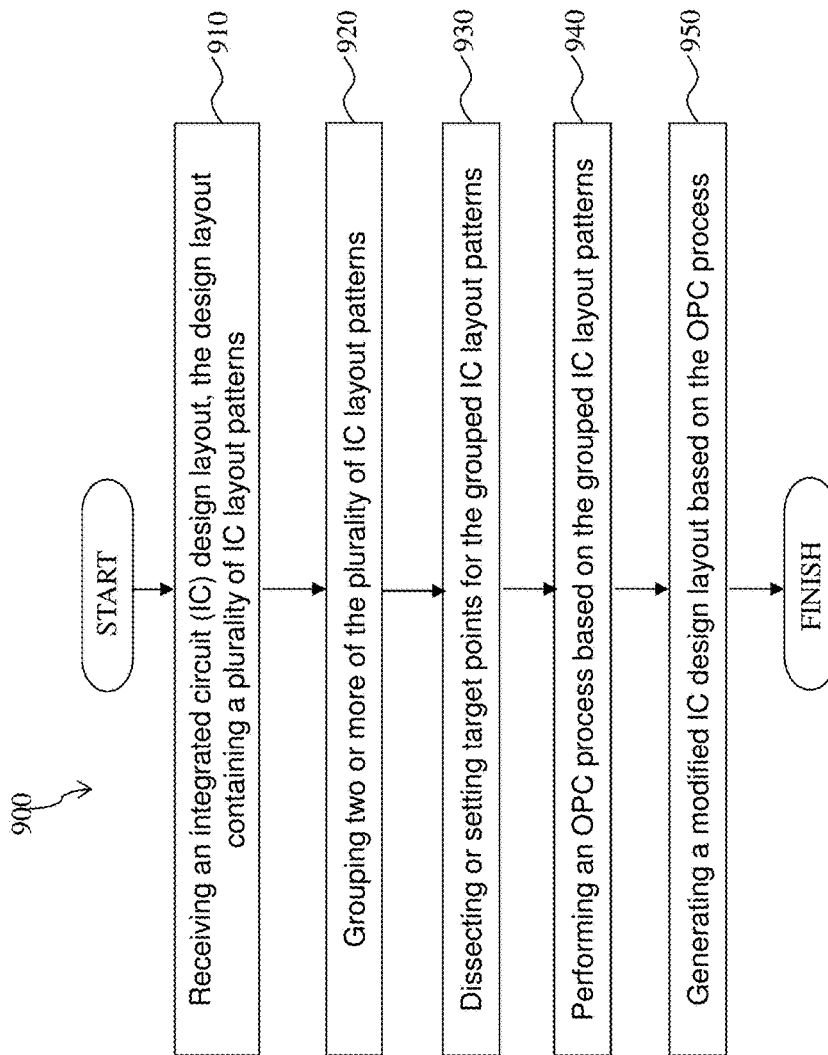 900
START
Receiving an integrated circuit (IC) design layout, the design layout
containing a plurality of IC layout patterns
910
Grouping two or more of the plurality of IC layout patterns
920
Dissecting or setting target points for the grouped IC layout patterns
930
Performing an OPC process based on the grouped IC layout patterns
940
Generating a modified IC design layout based on the OPC process
950
FINISH